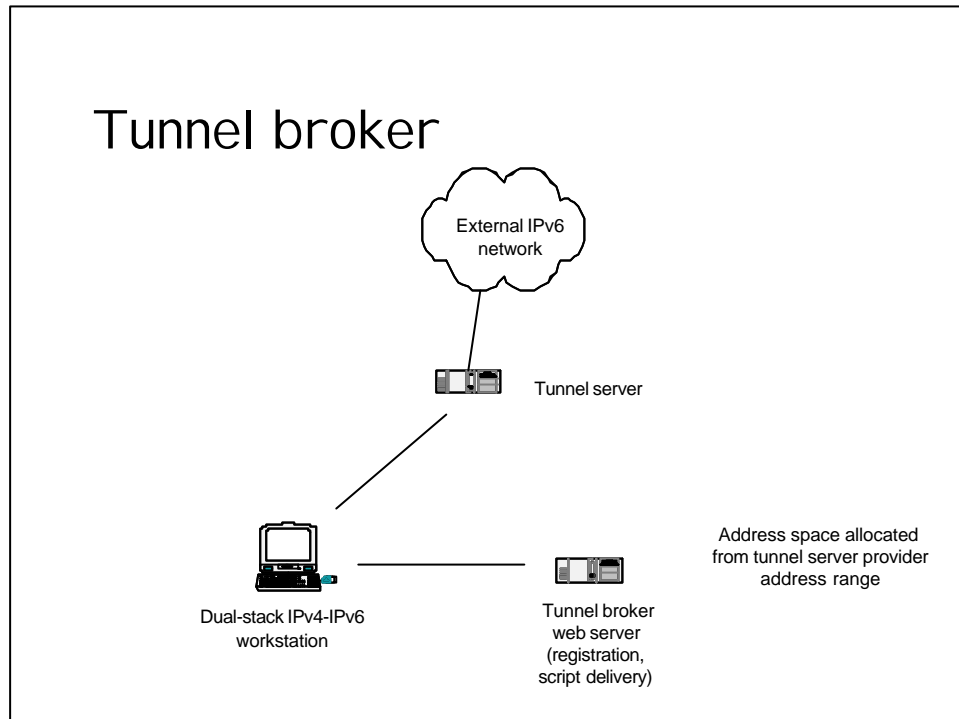 Tunnel broker
External IPv6
network
Tunnel server
Dual-stack IPv4-IPv6
workstation
Tunnel broker
web server
(registration,
script delivery)
Address space allocated
from tunnel server provider
address range